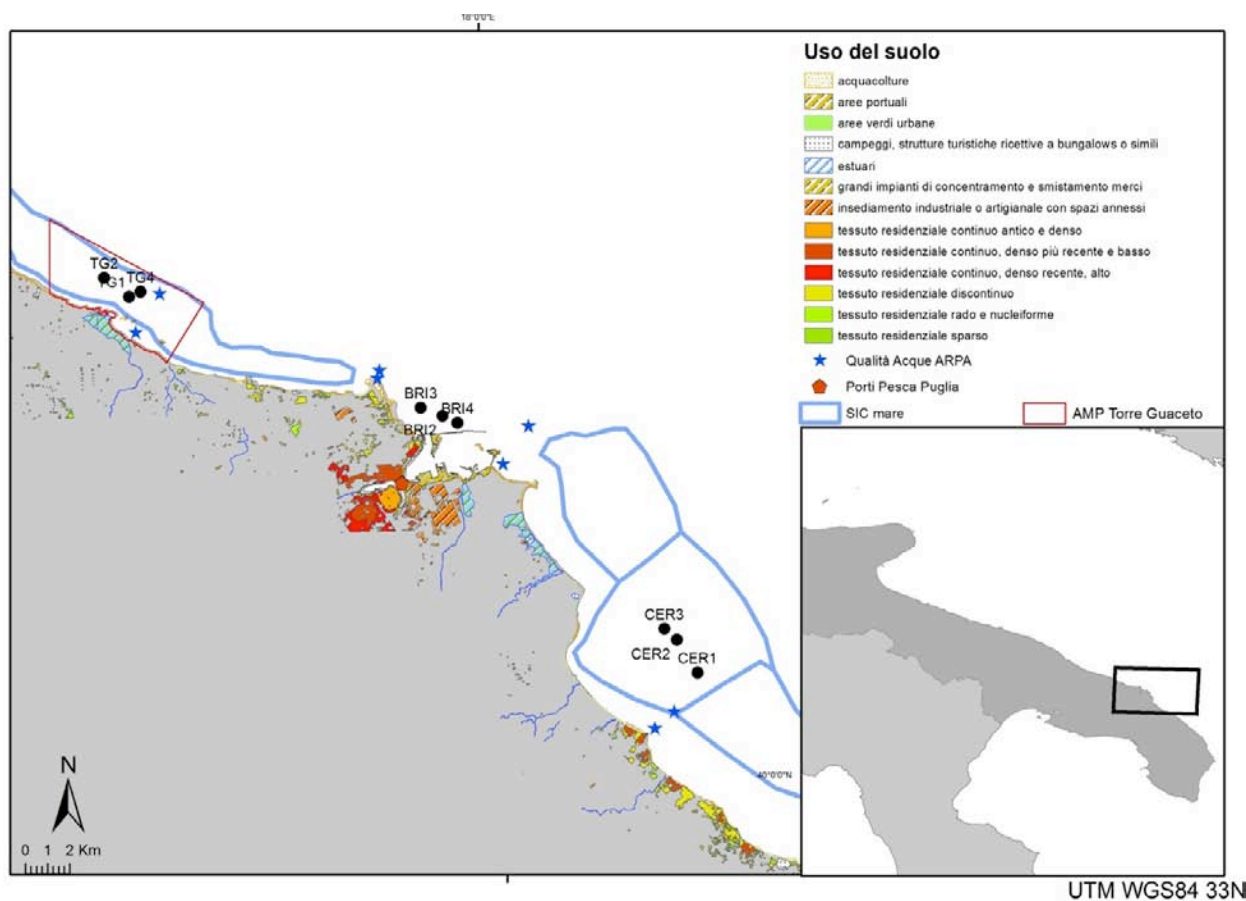 18°0'0"E
Uso del suolo
acquacolture
aree portuali
aree verdi urbane
campeggi, strutture turistiche ricettive a bungalows o simili
estuari
grandi impianti di concentramento e smistamento merci
insediamento industriale o artigianale con spazi annessi
tessuto residenziale continuo antico e denso
tessuto residenziale continuo, denso più recente e basso
tessuto residenziale continuo, denso recente, alto
tessuto residenziale discontinuo
tessuto residenziale rado e nucleiforme
tessuto residenziale sparso
Qualità Acque ARPA
Porti Pesca Puglia
SIC mare
AMP Torre Guaceto
TG2
TG1
TG4
BRI3
BRI4
BRI2
CER3
CER2
CER1
40°0'0"N
N
0 1 2 Km
UTM WGS84 33N